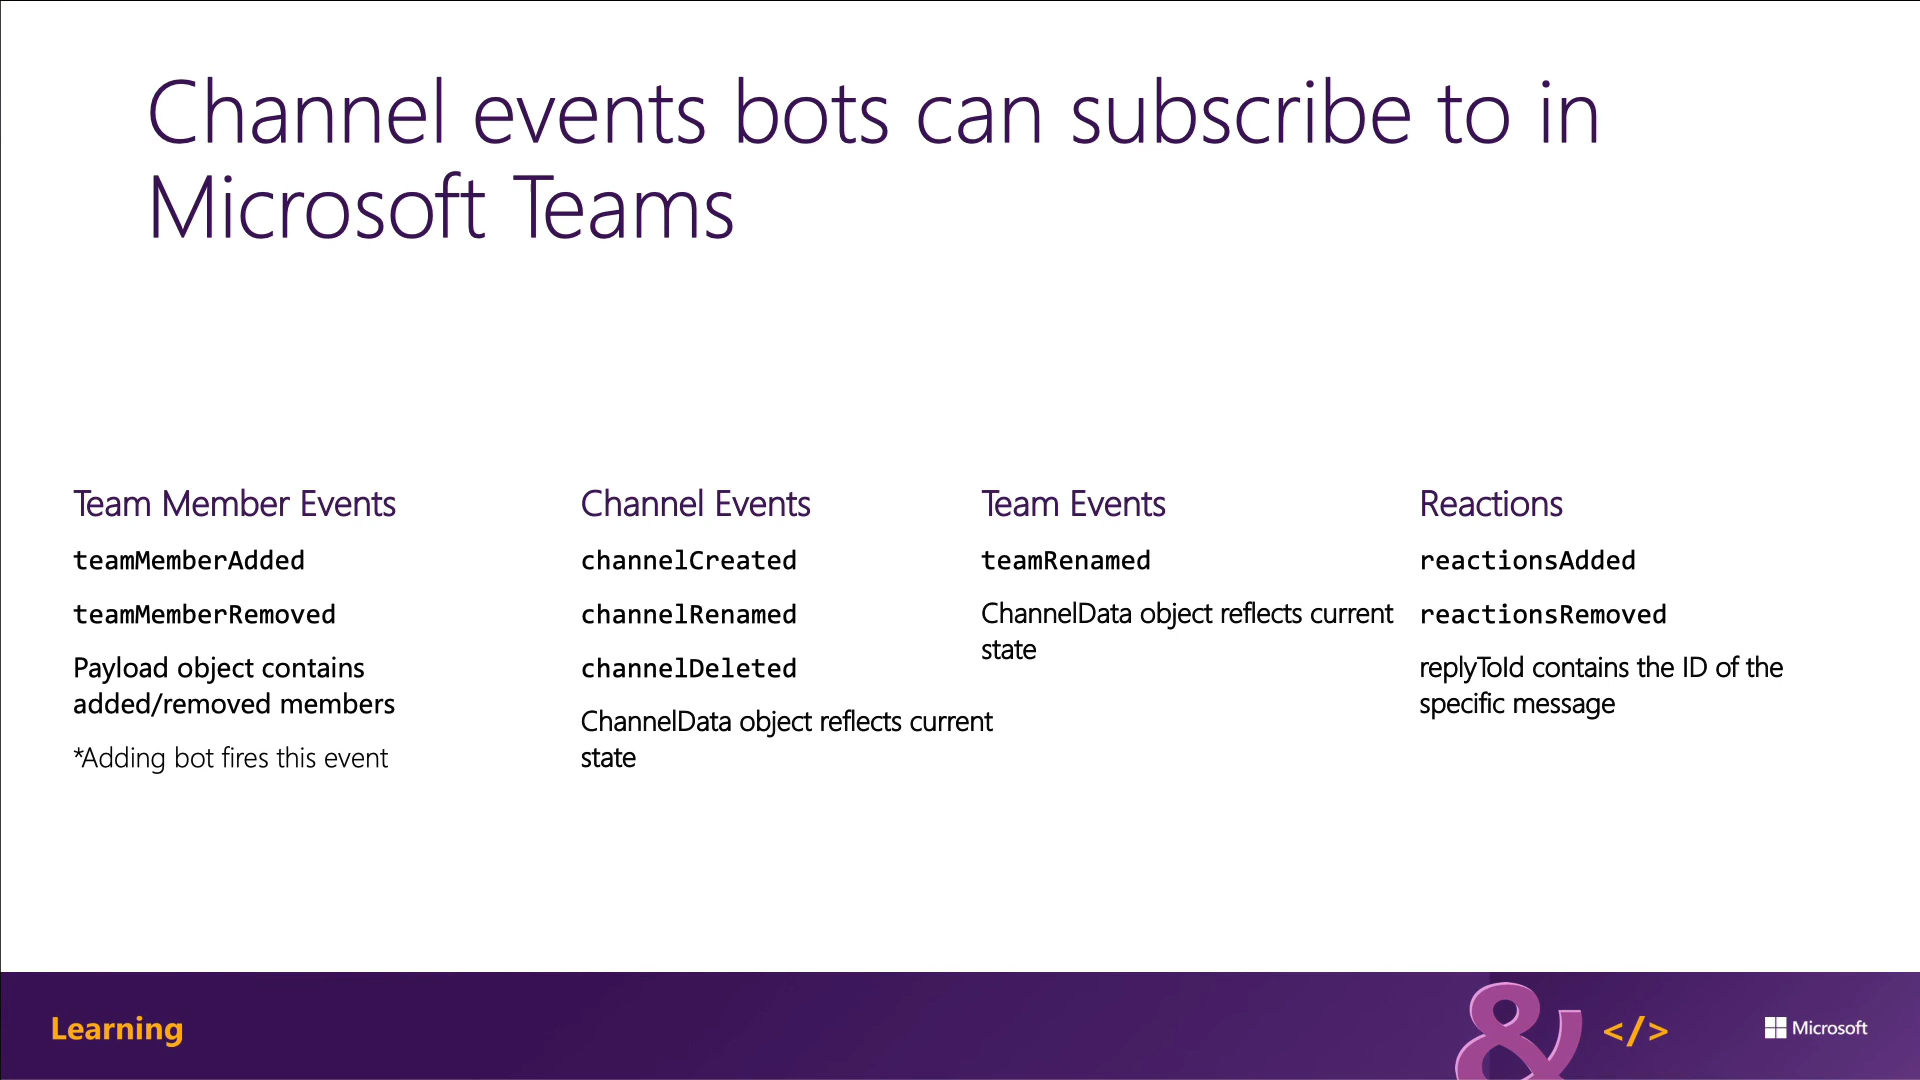 Channel events bots can subscribe to in
Microsoft Teams
Team Member Events
teamMemberAdded
teamMemberRemoved
Payload object contains
added/removed members
*Adding bot fires this event
Channel Events
channelCreated
channelRenamed
channelDeleted
ChannelData object reflects current
state
Team Events
teamRenamed
ChannelData object reflects current
state
Reactions
reactionsAdded
reactionsRemoved
replyToId contains the ID of the
specific message
Learning
& </>
Microsoft